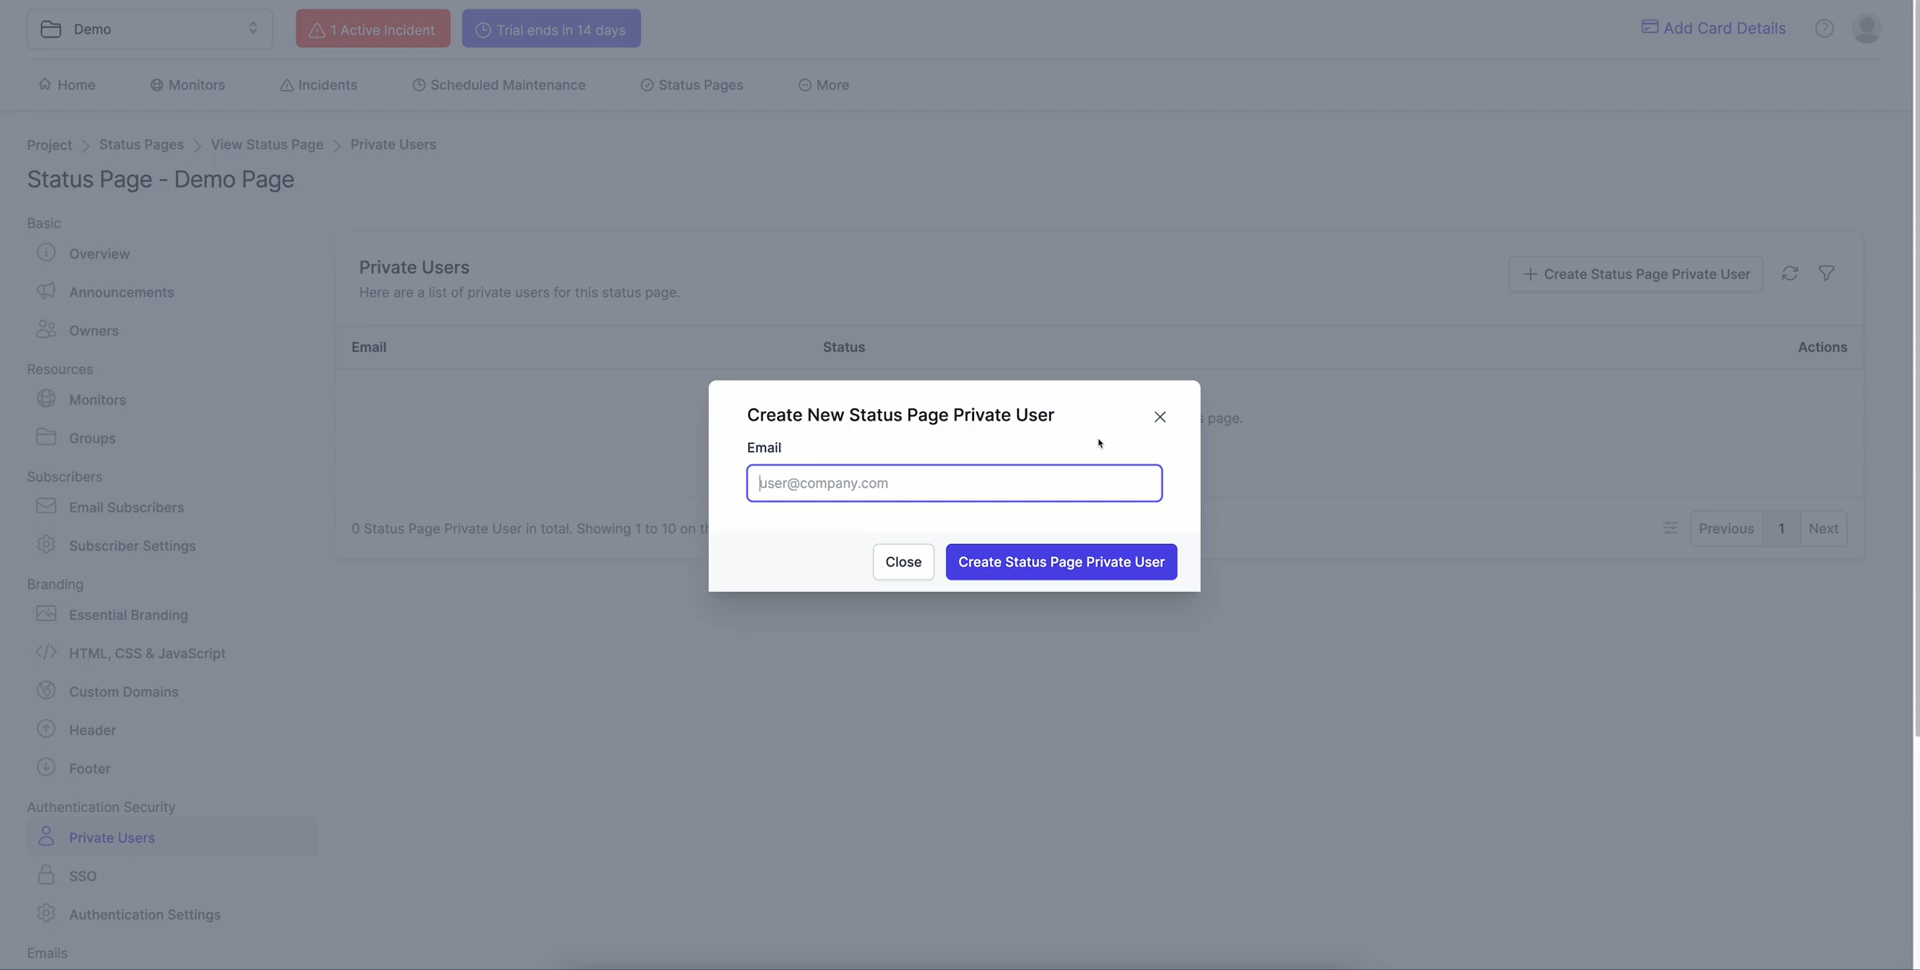 Demo
1 Active Incident
Trial ends in 14 days
Add Card Details
Home
Monitors
Incidents
Scheduled Maintenance
Status Pages
More
Project
Status Pages
View Status Page
Private Users
Status Page - Demo Page
Basic
Overview
Announcements
Owners
Resources
Monitors
Groups
Subscribers
Email Subscribers
Subscriber Settings
Branding
Essential Branding
HTML, CSS & JavaScript
Custom Domains
Header
Footer
Authentication Security
Private Users
SSO
Authentication Settings
Emails
Private Users
Here are a list of private users for this status page.
Create Status Page Private User
Email
Status
Actions
page.
0 Status Page Private User in total. Showing 1 to 10 on
Previous
1
Next
Create New Status Page Private User
Email
user@company.com
Close
Create Status Page Private User